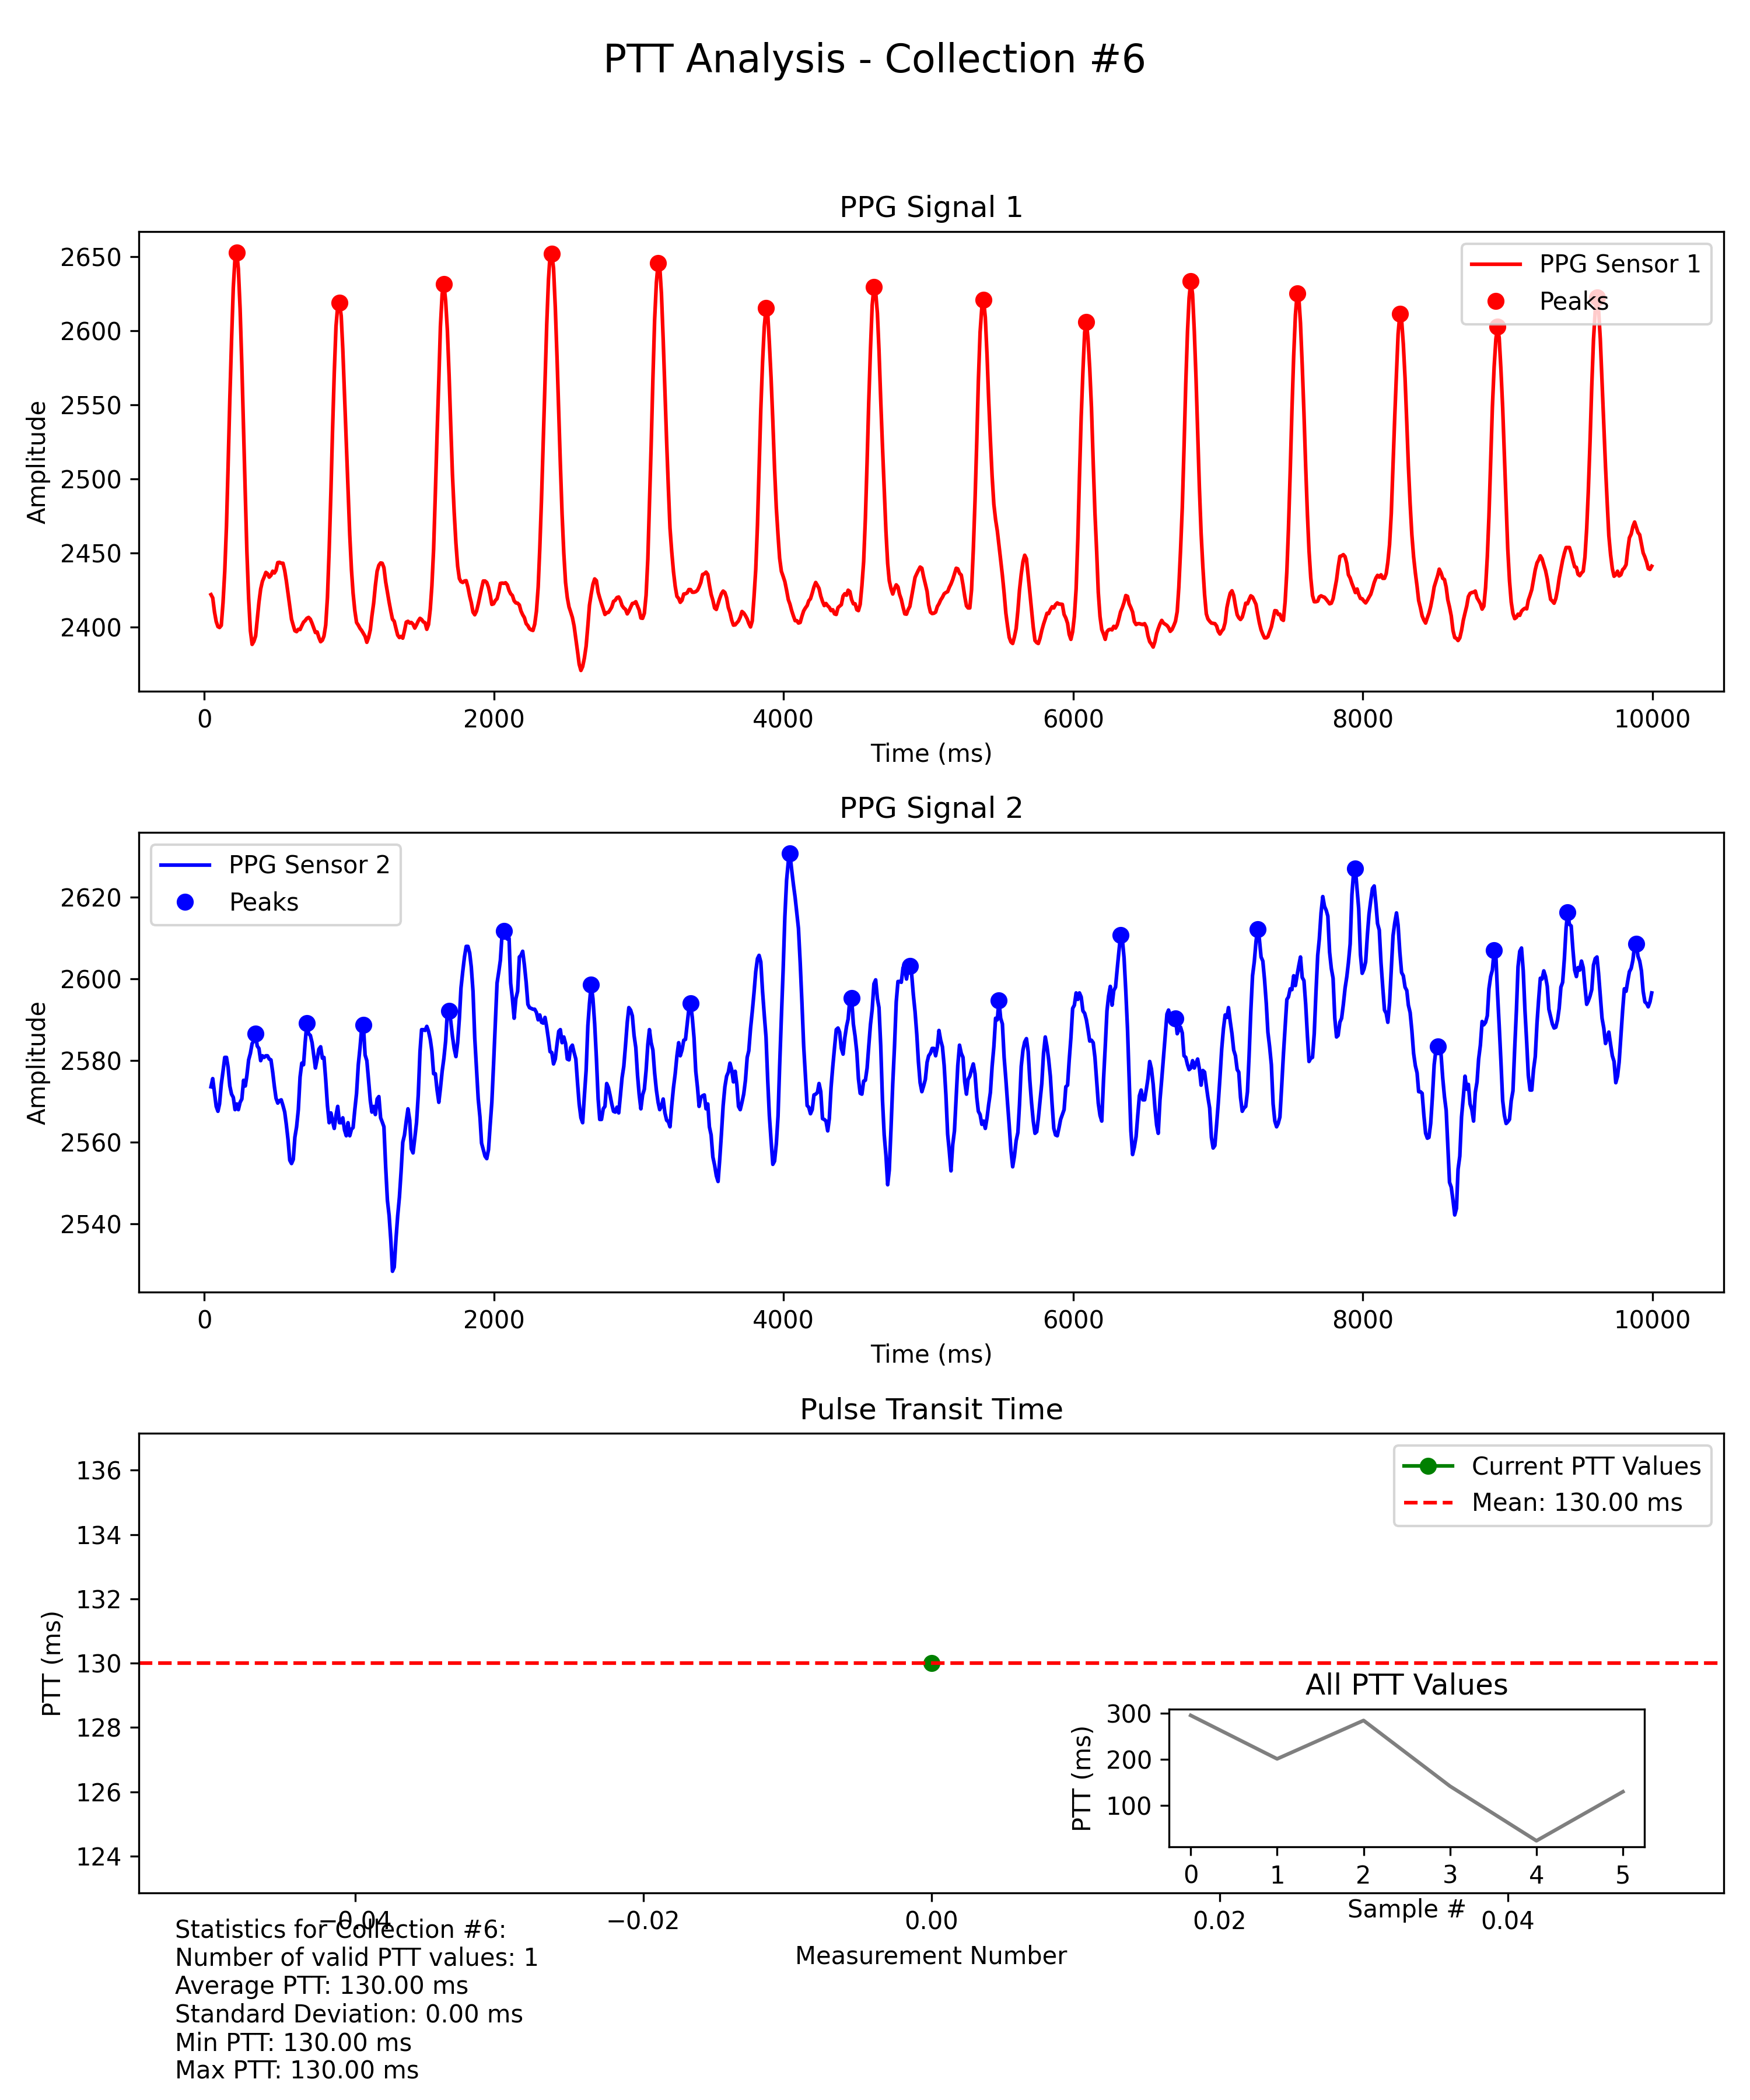 PTT Analysis - Collection #6
PPG Signal 1
Amplitude
2650
2600
2550
2500
2450
2400
PPG Sensor 1
Peaks
0 2000 4000 6000 8000 10000
Time (ms)
PPG Signal 2
Amplitude
2620
2600
2580
2560
2540
PPG Sensor 2
Peaks
0 2000 4000 6000 8000 10000
Time (ms)
Pulse Transit Time
PTT (ms)
136
134
132
130
128
126
124
Current PTT Values
Mean: 130.00 ms
All PTT Values
PTT (ms)
300
200
100
0 1 2 3 4 5
Sample #
−0.04 −0.02 0.00 0.02 0.04
Measurement Number
Statistics for Collection #6:
Number of valid PTT values: 1
Average PTT: 130.00 ms
Standard Deviation: 0.00 ms
Min PTT: 130.00 ms
Max PTT: 130.00 ms